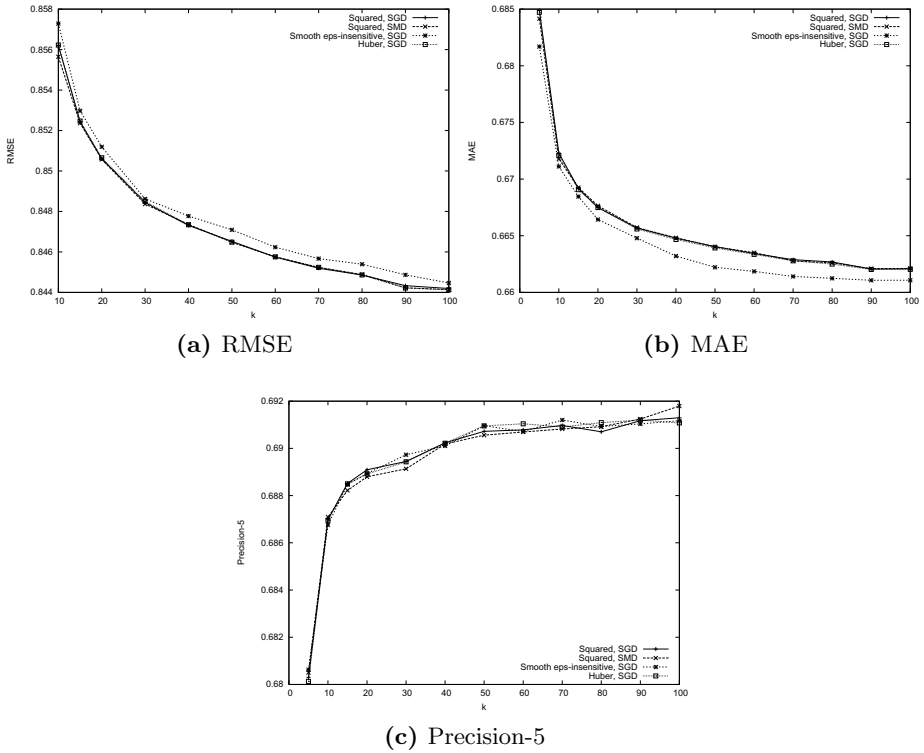 0.858
0.856
0.854
0.852
0.85
0.848
0.846
0.844
10 20 30 40 50 60 70 80 90 100
RMSE
k
Squared, SGD
Squared, SMD
Smooth eps-insensitive, SGD
Huber, SGD
(a) RMSE
0.685
0.68
0.675
0.67
0.665
0.66
0 10 20 30 40 50 60 70 80 90 100
MAE
k
Squared, SGD
Squared, SMD
Smooth eps-insensitive, SGD
Huber, SGD
(b) MAE
0.692
0.69
0.688
0.686
0.684
0.682
0.68
0 10 20 30 40 50 60 70 80 90 100
Precision-5
k
Squared, SGD
Squared, SMD
Smooth eps-insensitive, SGD
Huber, SGD
(c) Precision-5